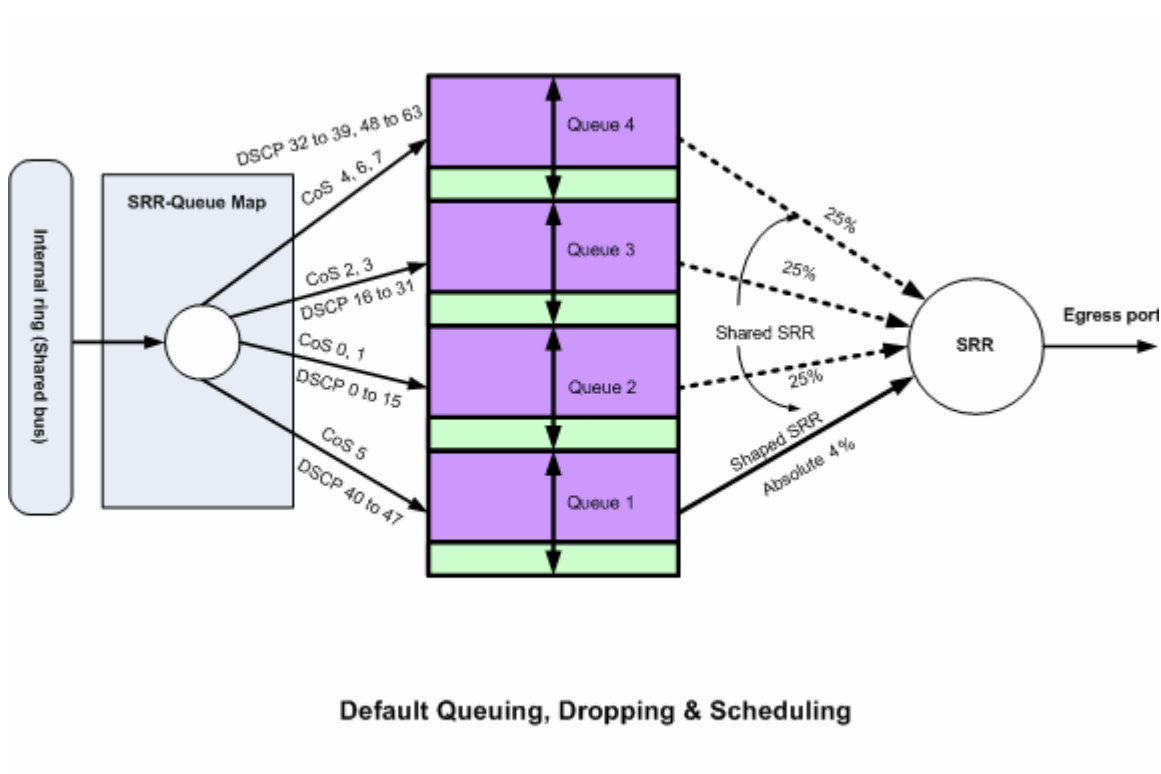 DSCP 32 to 39, 48 to 63
CoS 4, 6, 7
SRR-Queue Map
Internal ring (Shared bus)
CoS 2, 3
DSCP 16 to 31
CoS 0, 1
DSCP 0 to 15
CoS 5
DSCP 40 to 47
Queue 4
Queue 3
Queue 2
Queue 1
25%
25%
Shared SRR
25%
Shaped SRR
Absolute 4%
SRR
Egress port
Default Queuing, Dropping & Scheduling